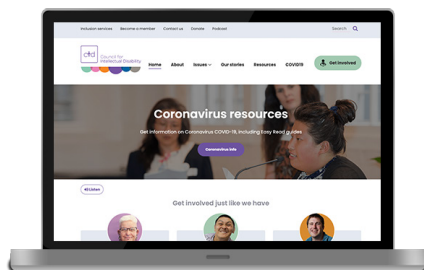 Inclusion services Become a member Contact us Donate Podcast Search
cid
Council for
Intellectual Disability
Home About Issues Our stories Resources COVID19 Get involved
Coronavirus resources
Get information on Coronavirus COVID-19, including Easy Read guides
Coronavirus info
Listen
Get involved just like we have